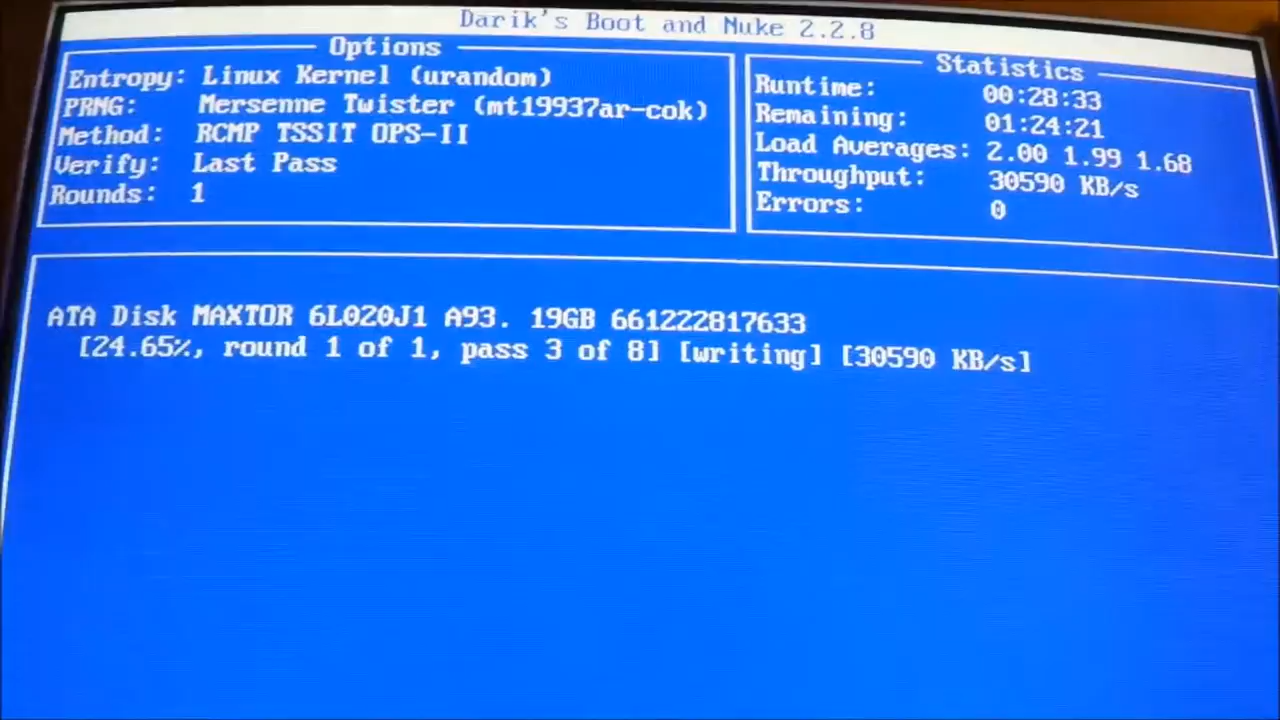 Darik's Boot and Nuke 2.2.8
Options
Entropy: Linux Kernel (urandom)
PRNG: Mersenne Twister (mt19937ar-cok)
Method: RCMP TSSIT OPS-II
Verify: Last Pass
Rounds: 1
Statistics
Runtime: 00:28:33
Remaining: 01:24:21
Load Averages: 2.00 1.99 1.68
Throughput: 30590 KB/s
Errors: 0
ATA Disk MAXTOR 6L020J1 A93. 19GB 661222817633
[24.65%, round 1 of 1, pass 3 of 8] [writing] [30590 KB/s]